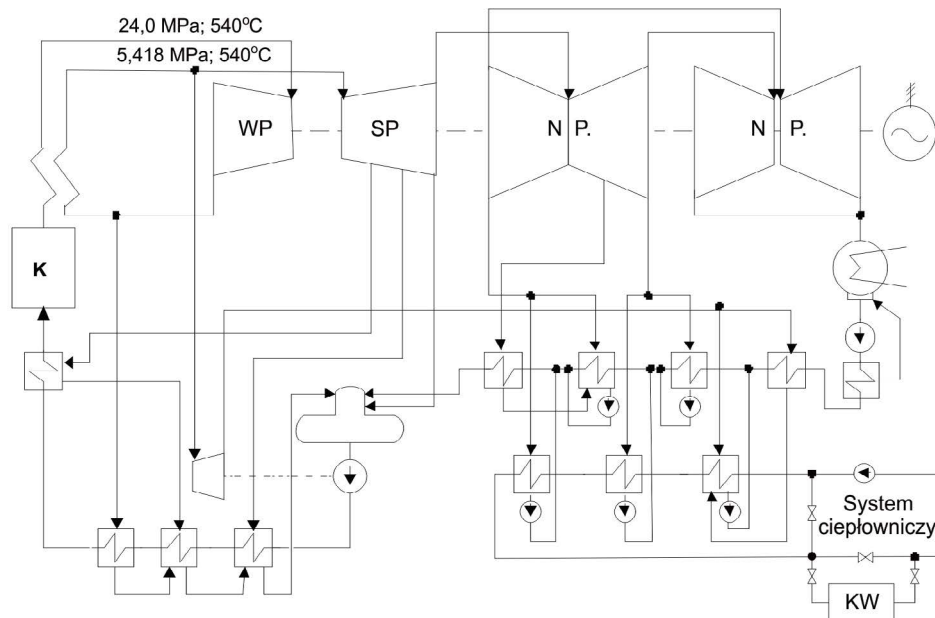 24,0 MPa; 540°C
5,418 MPa; 540°C
WP
SP
N P.
N P.
K
System
ciepłowniczy
KW